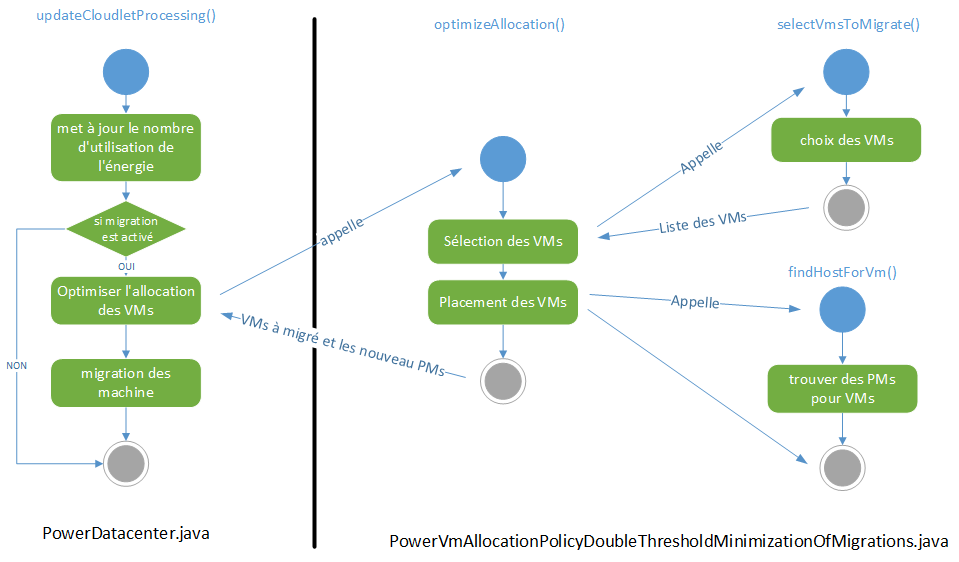 updateCloudletProcessing()
met à jour le nombre
d'utilisation de
l'énergie
si migration
est activé
OUI
Optimiser l'allocation
des VMs
NON
migration des
machine
PowerDatacenter.java
appelle
VMs à migré et les nouveau PMs
optimizeAllocation()
Sélection des VMs
Placement des VMs
Appelle
Liste des VMs
Appelle
selectVmsToMigrate()
choix des VMs
findHostForVm()
trouver des PMs
pour VMs
PowerVmAllocationPolicyDoubleThresholdMinimizationOfMigrations.java